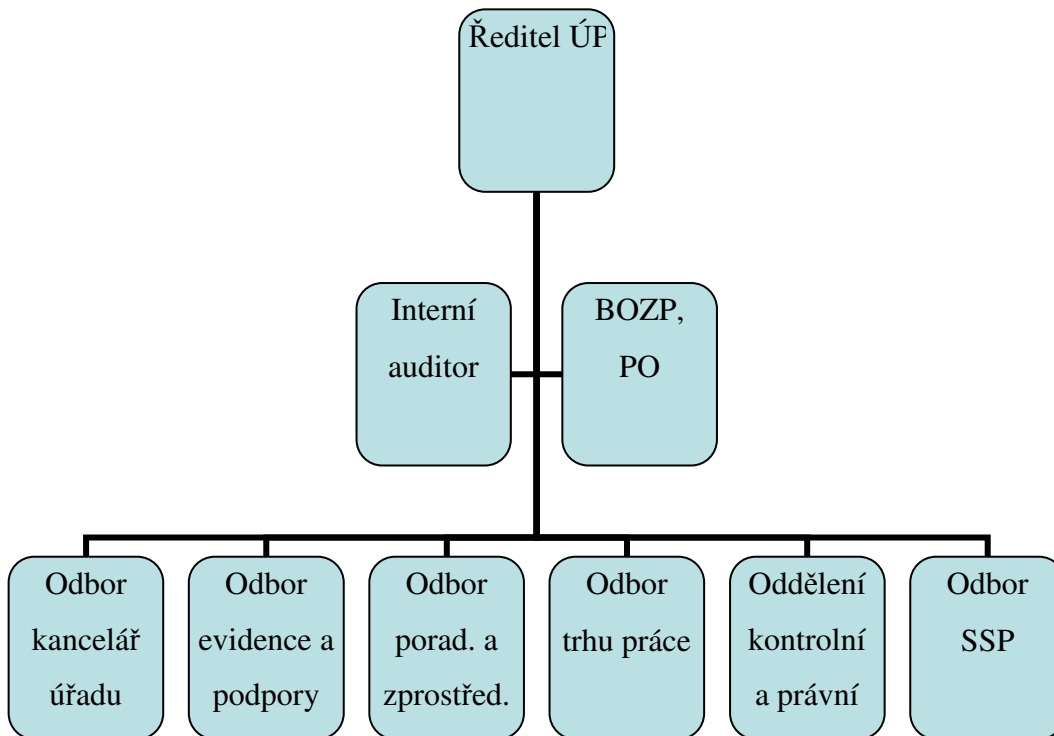 Ředitel ÚP
Interní
auditor
BOZP,
PO
Odbor
kancelář
úřadu
Odbor
evidence a
podpory
Odbor
porad. a
zprostřed.
Odbor
trhu práce
Oddělení
kontrolní
a právní
Odbor
SSP